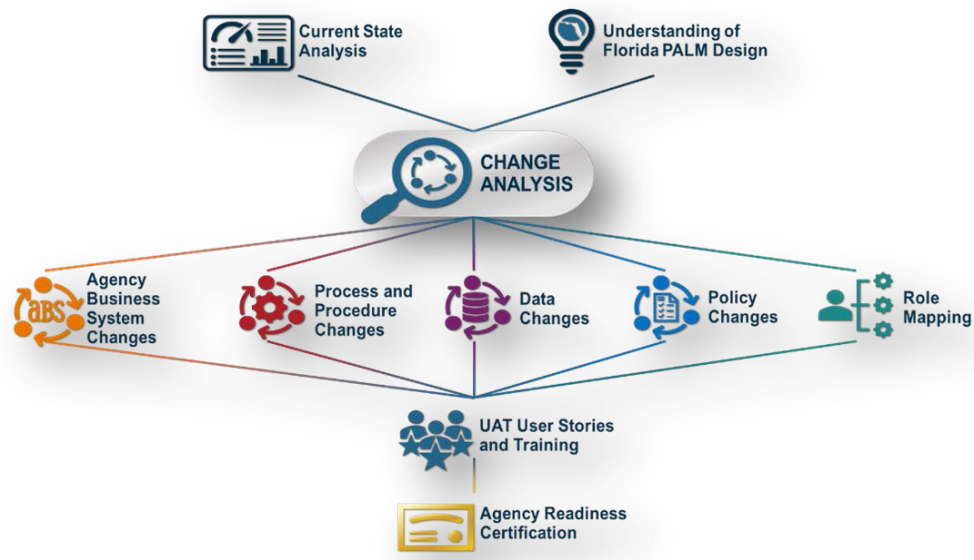 Current State
Analysis
Understanding of
Florida PALM Design
CHANGE
ANALYSIS
aBS
Agency
Business
System
Changes
Process and
Procedure
Changes
Data
Changes
Policy
Changes
Role
Mapping
UAT User Stories
and Training
Agency Readiness
Certification